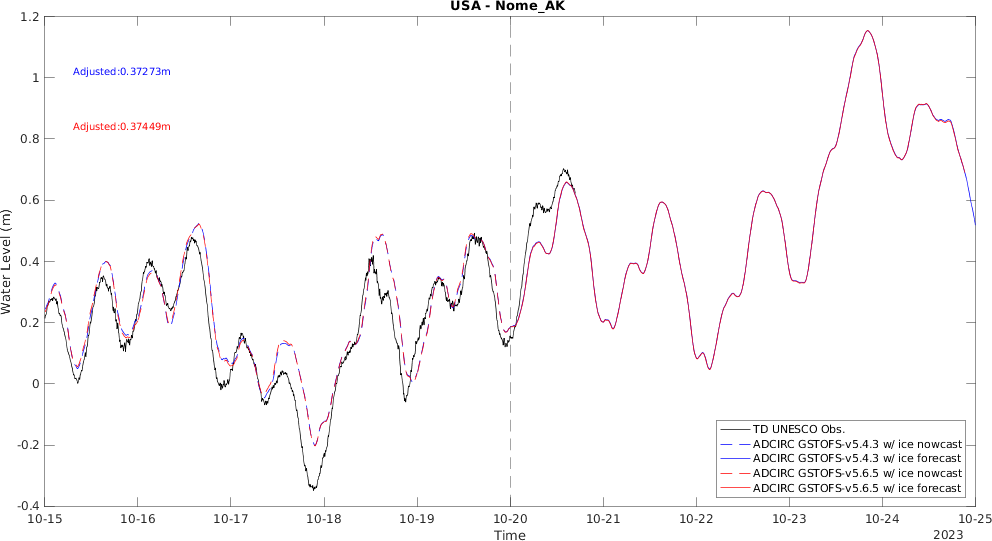 USA - Nome_AK
1.2
1
0.8
0.6
0.4
0.2
0
-0.2
-0.4
Water Level (m)
Adjusted:0.37273m
Adjusted:0.37449m
TD UNESCO Obs.
ADCIRC GSTOFS-v5.4.3 w/ ice nowcast
ADCIRC GSTOFS-v5.4.3 w/ ice forecast
ADCIRC GSTOFS-v5.6.5 w/ ice nowcast
ADCIRC GSTOFS-v5.6.5 w/ ice forecast
10-15 10-16 10-17 10-18 10-19 10-20 10-21 10-22 10-23 10-24 10-25
Time
2023